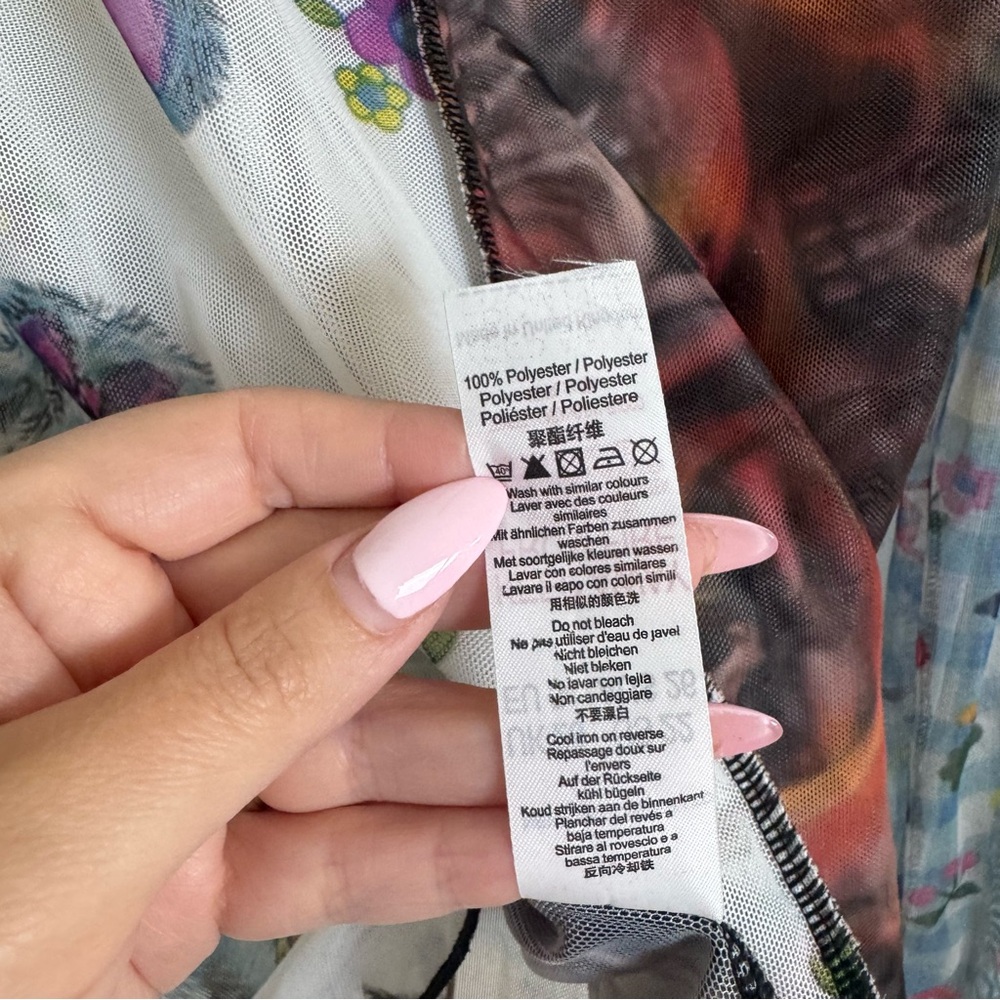 Made in United Kingdom
100% Polyester / Polyester
Polyester / Polyester
Poliéster / Poliestere
聚酯纤维
40°
Wash with similar colours
Laver avec des couleurs
similaires
Mit ähnlichen Farben zusammen
waschen
Met soortgelijke kleuren wassen
Lavar con colores similares
Lavare il capo con colori simili
用相似的颜色洗
Do not bleach
Ne pas utiliser d'eau de javel
Nicht bleichen
Niet bleken
No lavar con lejía
Non candeggiare
不要漂白
Cool iron on reverse
Repassage doux sur
l'envers
Auf der Rückseite
kühl bügeln
Koud strijken aan de binnenkant
Planchar del revés a
baja temperatura
Stirare al rovescio e a
bassa temperatura
反向冷却铁